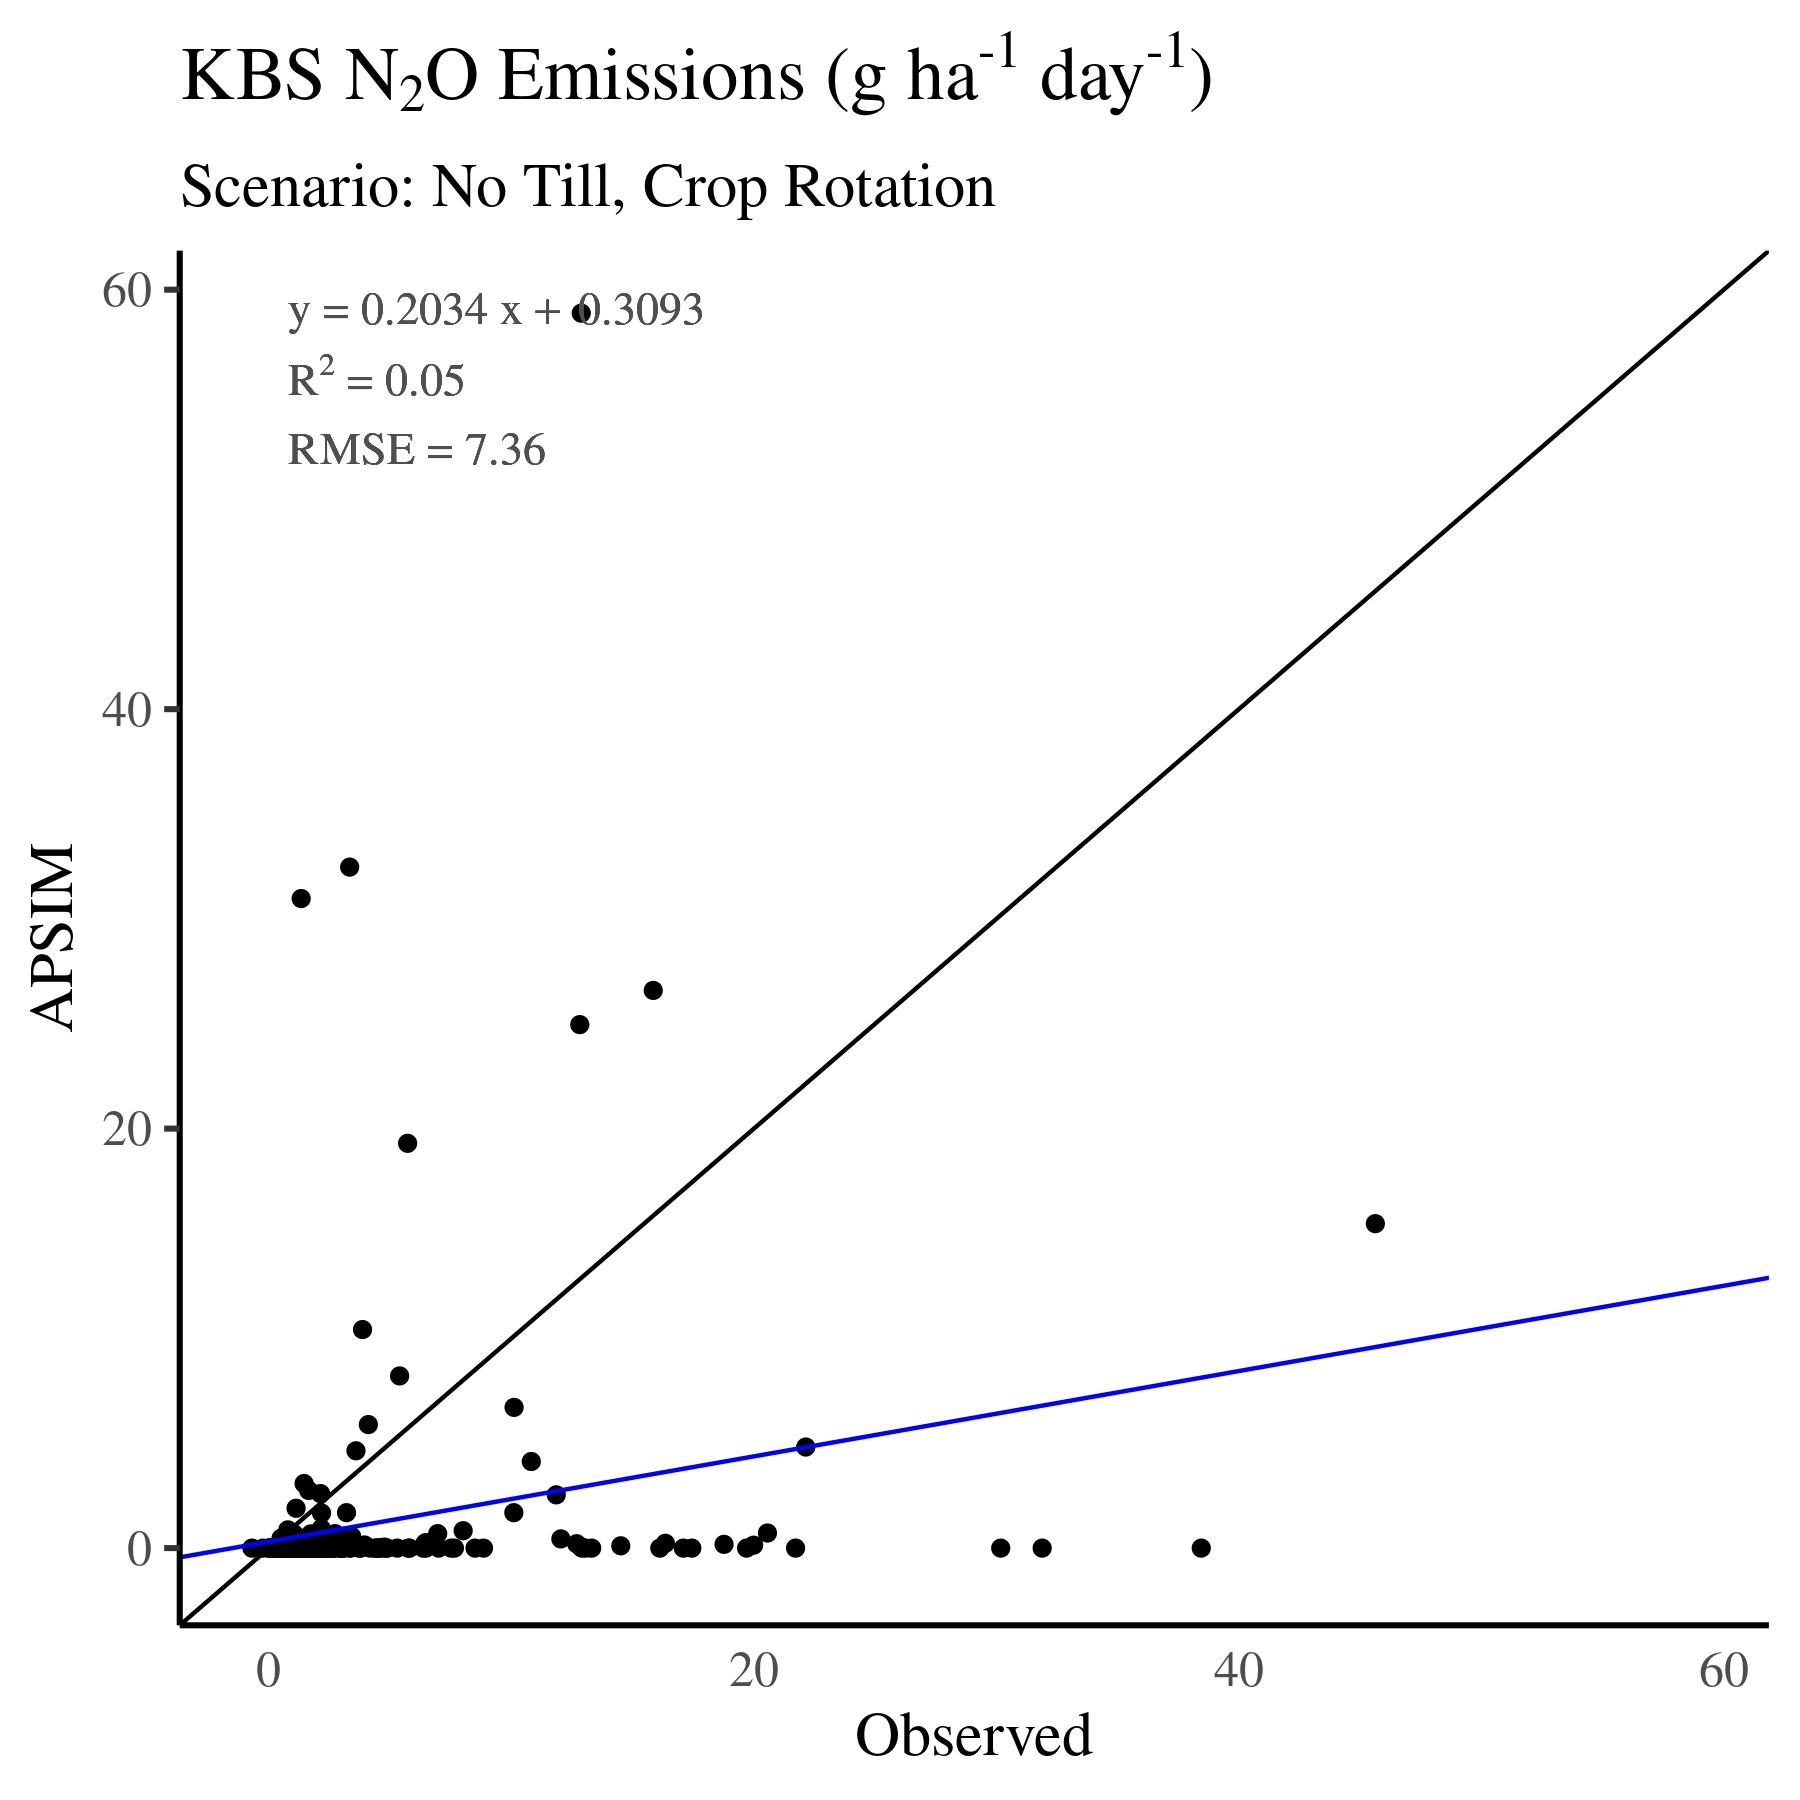 KBS N₂O Emissions (g ha⁻¹ day⁻¹)
Scenario: No Till, Crop Rotation
y = 0.2034 x + 0.3093
R² = 0.05
RMSE = 7.36
60
40
20
0
APSIM
0 20 40 60
Observed